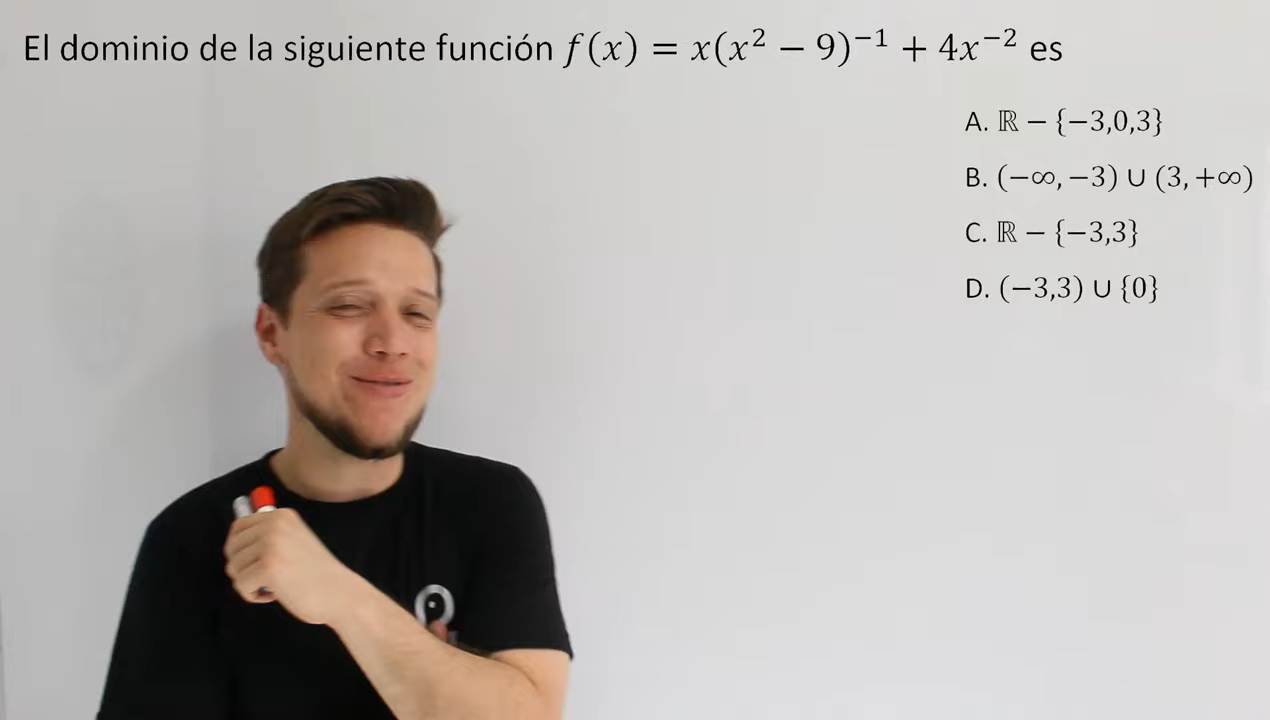 El dominio de la siguiente función f(x) = x(x² − 9)⁻¹ + 4x⁻² es
A. ℝ − {−3,0,3}
B. (−∞, −3) ∪ (3, +∞)
C. ℝ − {−3,3}
D. (−3,3) ∪ {0}